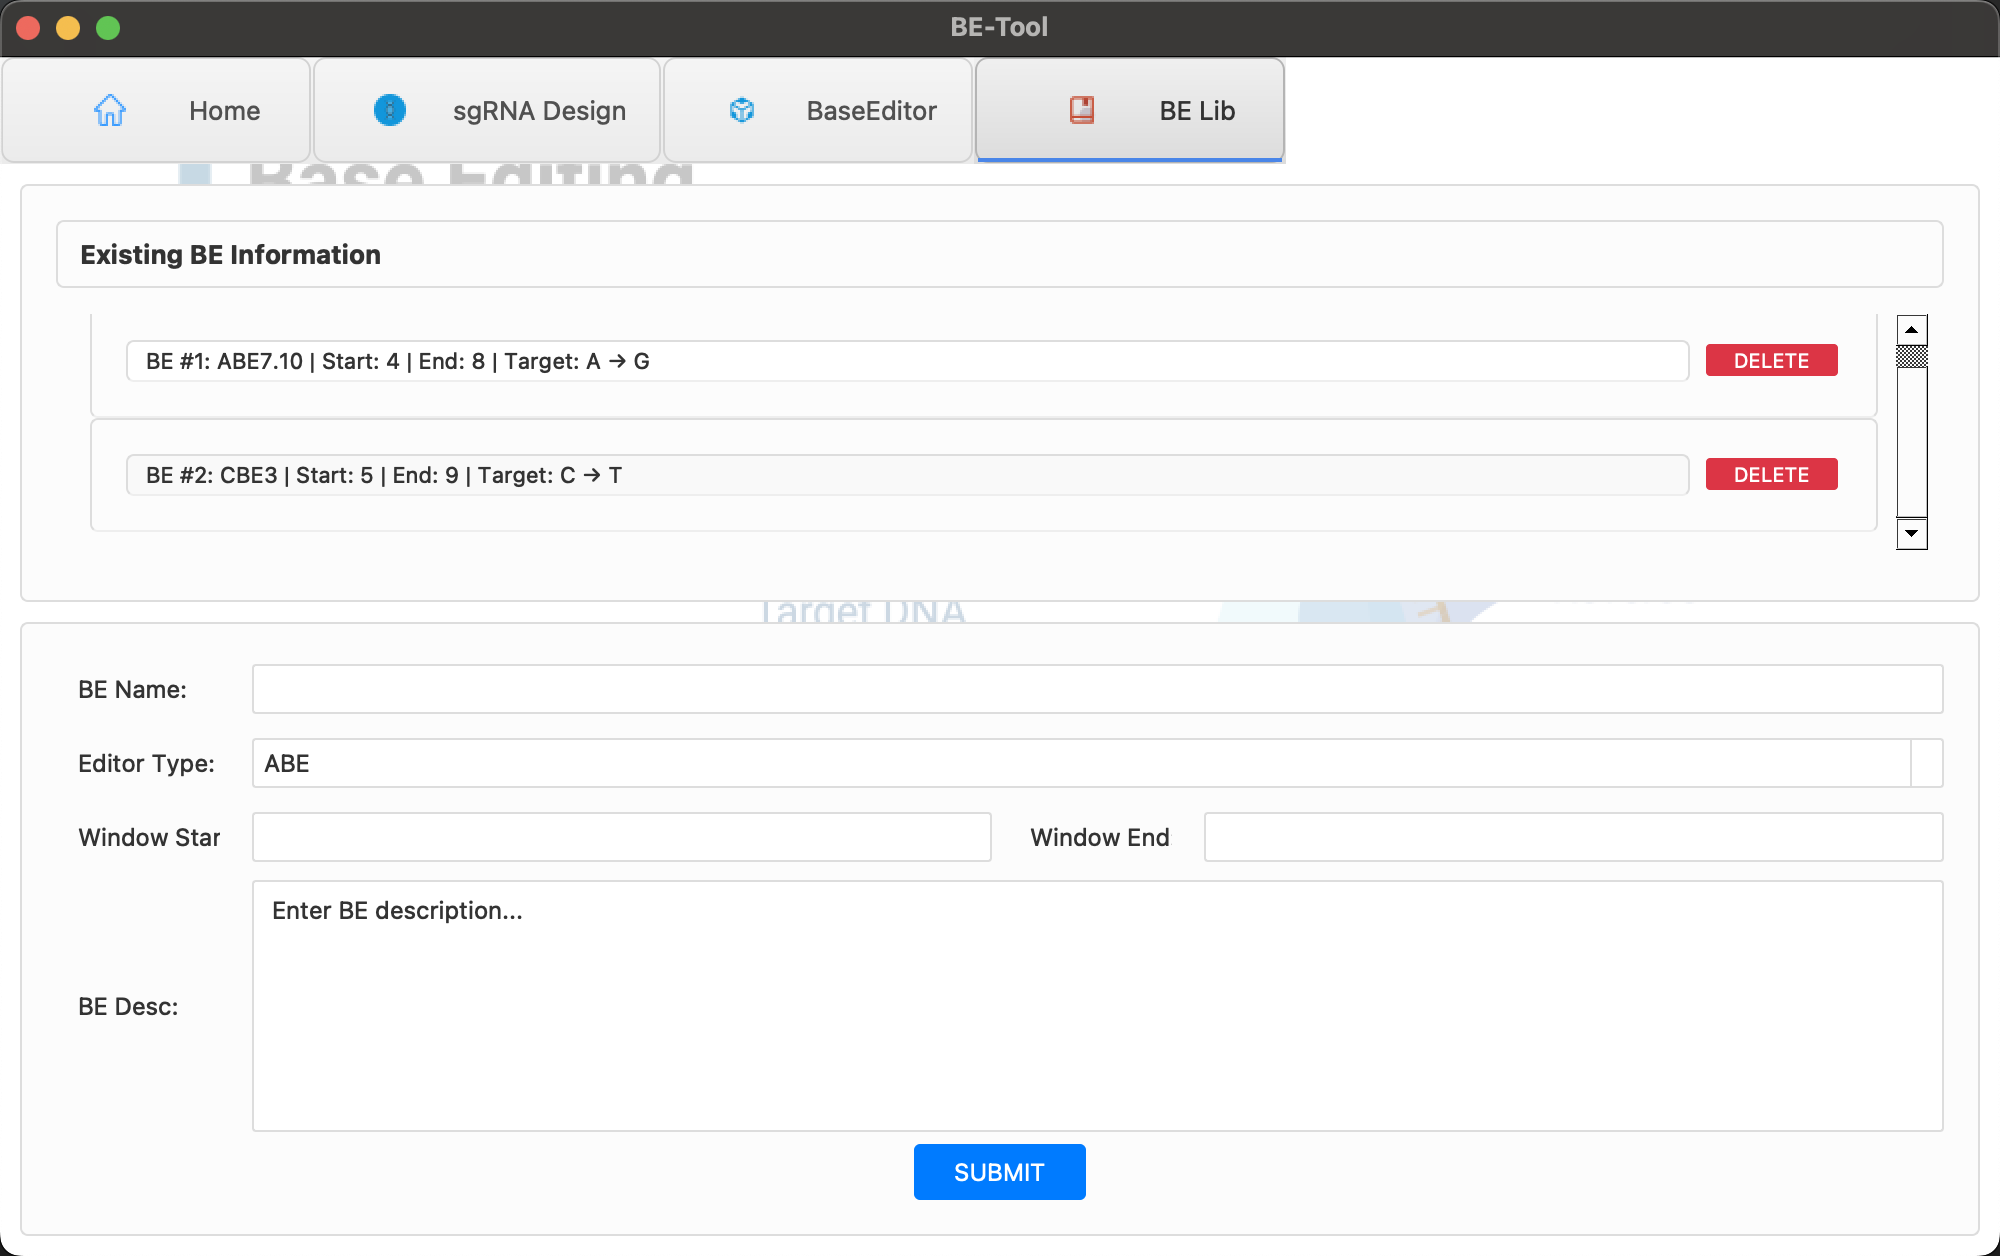 BE-Tool
Home
sgRNA Design
BaseEditor
BE Lib
Base Editing
Existing BE Information
BE #1: ABE7.10 | Start: 4 | End: 8 | Target: A → G
DELETE
BE #2: CBE3 | Start: 5 | End: 9 | Target: C → T
DELETE
Target DNA
BE Name:
Editor Type:
ABE
Window Star
Window End
BE Desc:
Enter BE description...
SUBMIT